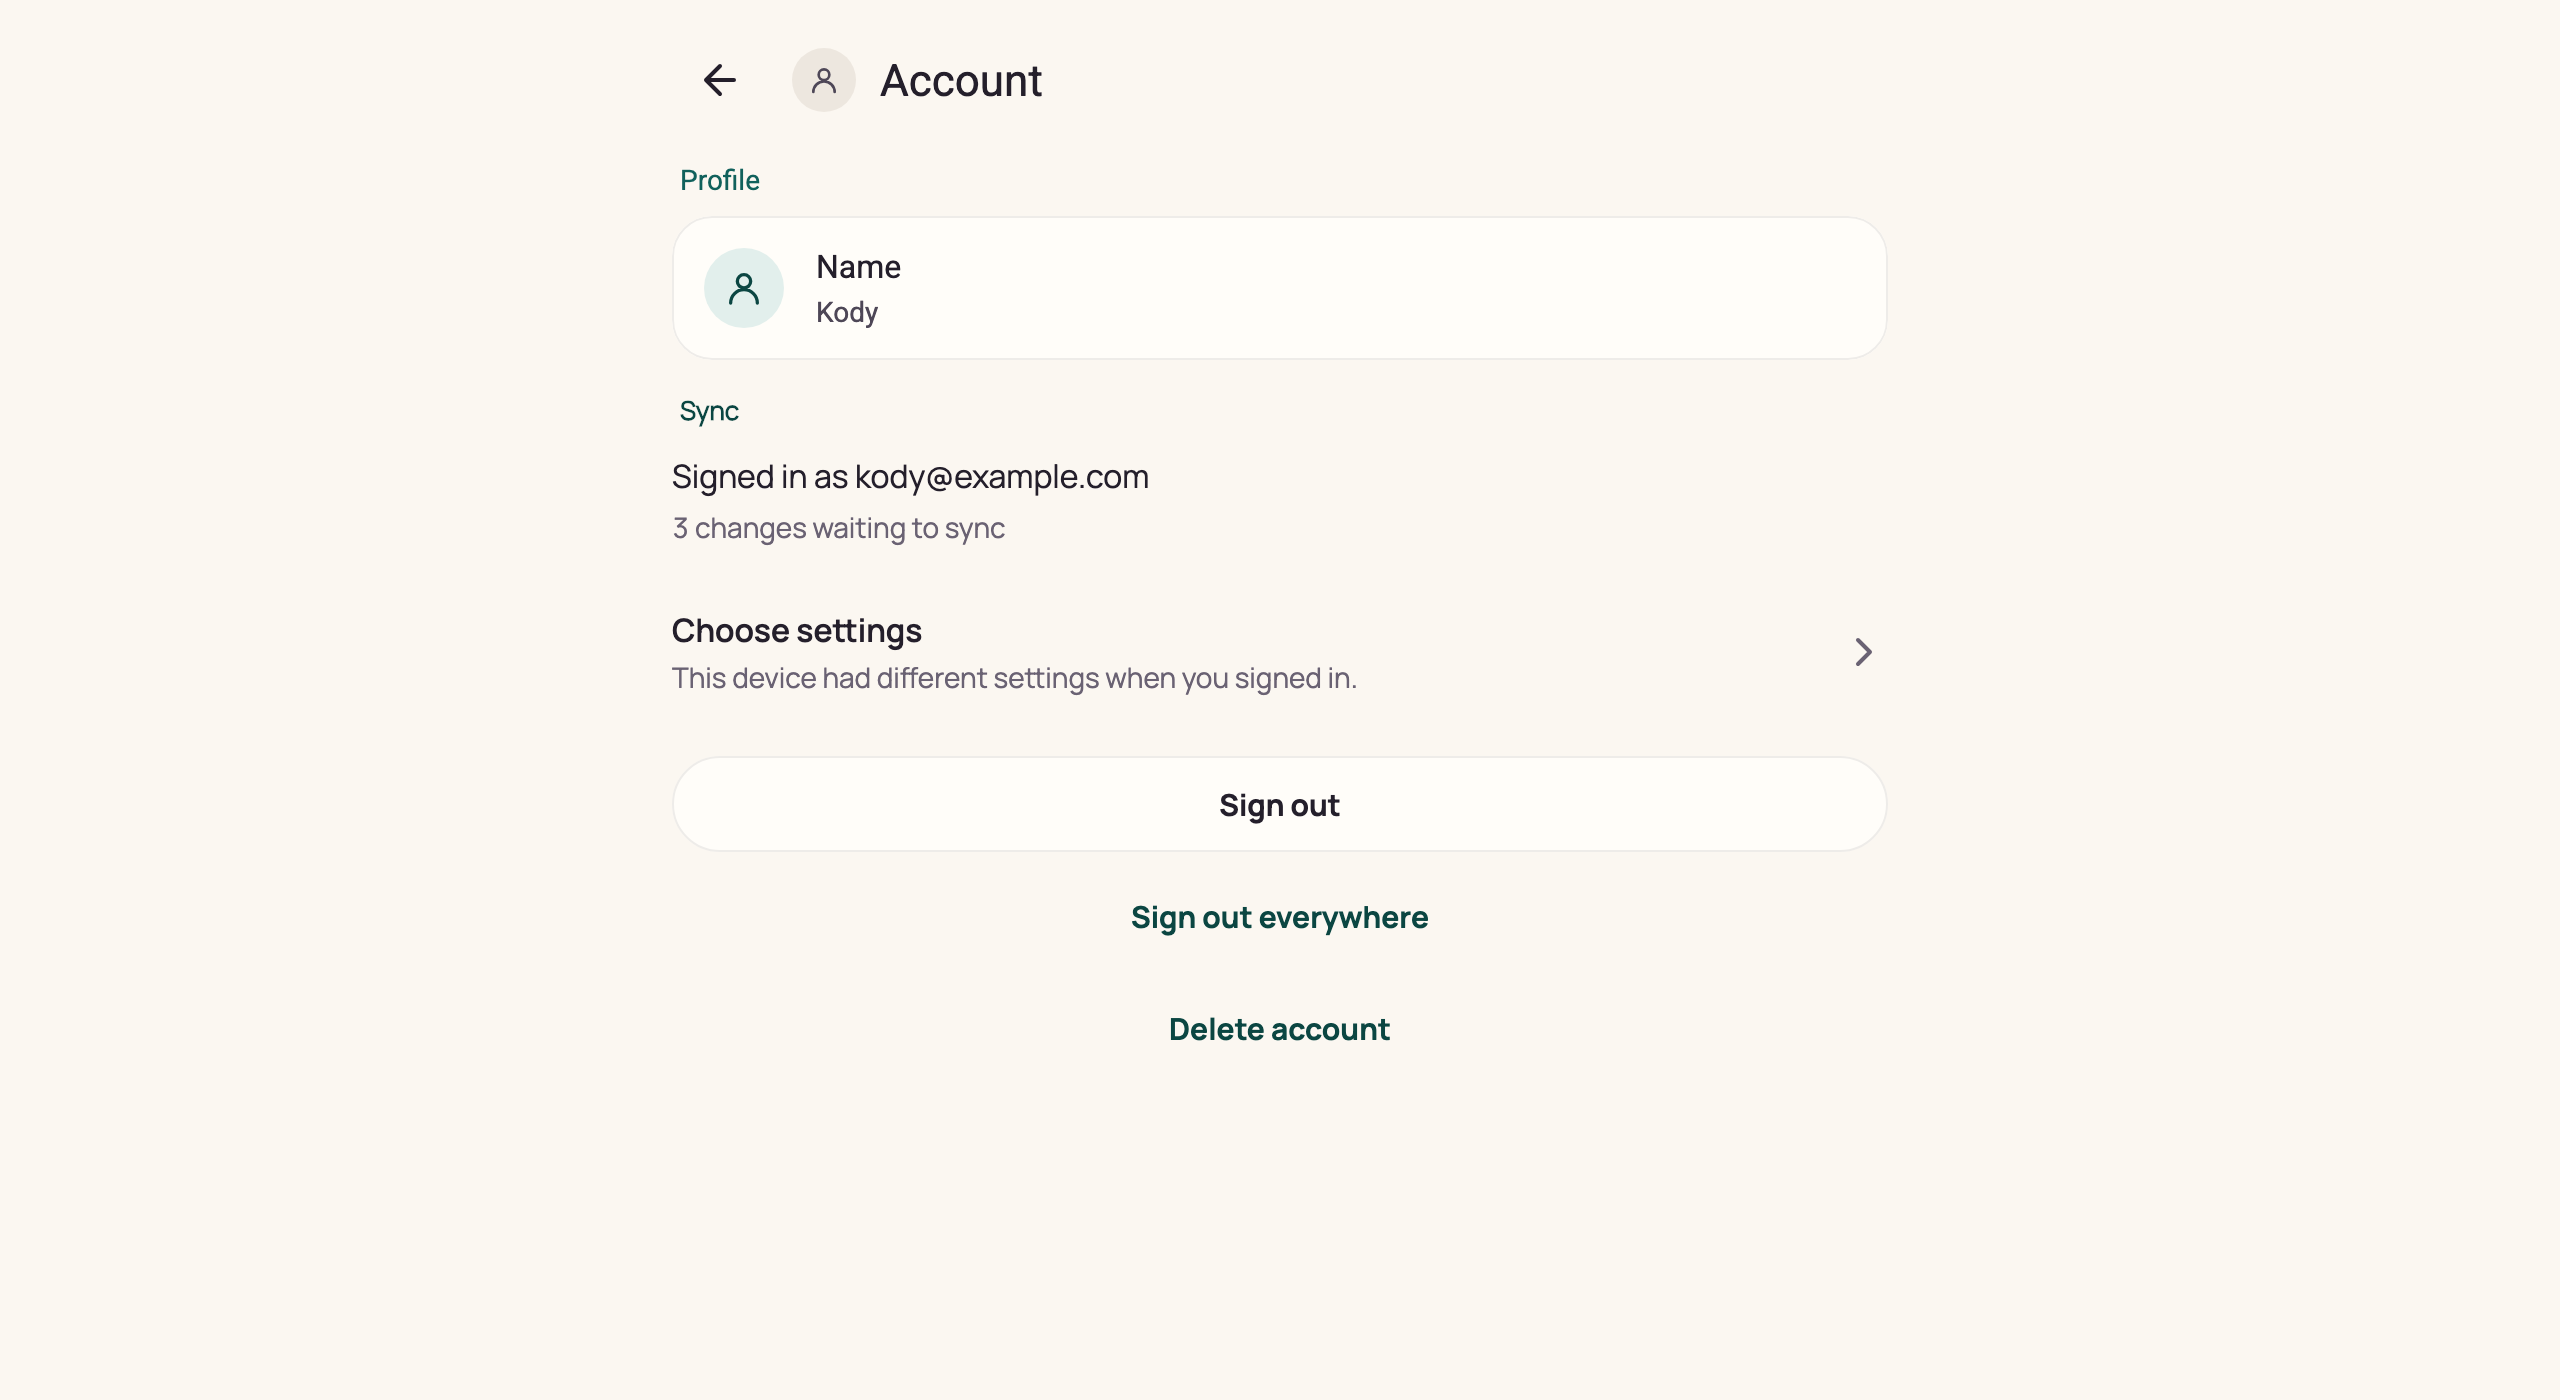 Account
Profile
Name
Kody
Sync
Signed in as kody@example.com
3 changes waiting to sync
Choose settings
This device had different settings when you signed in.
Sign out
Sign out everywhere
Delete account